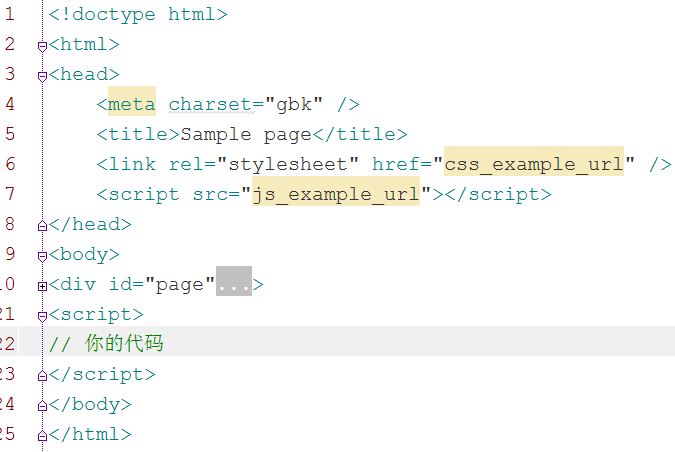 1 <!doctype html>
2 <html>
3 <head>
4     <meta charset="gbk" />
5     <title>Sample page</title>
6     <link rel="stylesheet" href="css_example_url" />
7     <script src="js_example_url"></script>
8 </head>
9 <body>
10 <div id="page"...>
21 <script>
22 // 你的代码
23 </script>
24 </body>
25 </html>